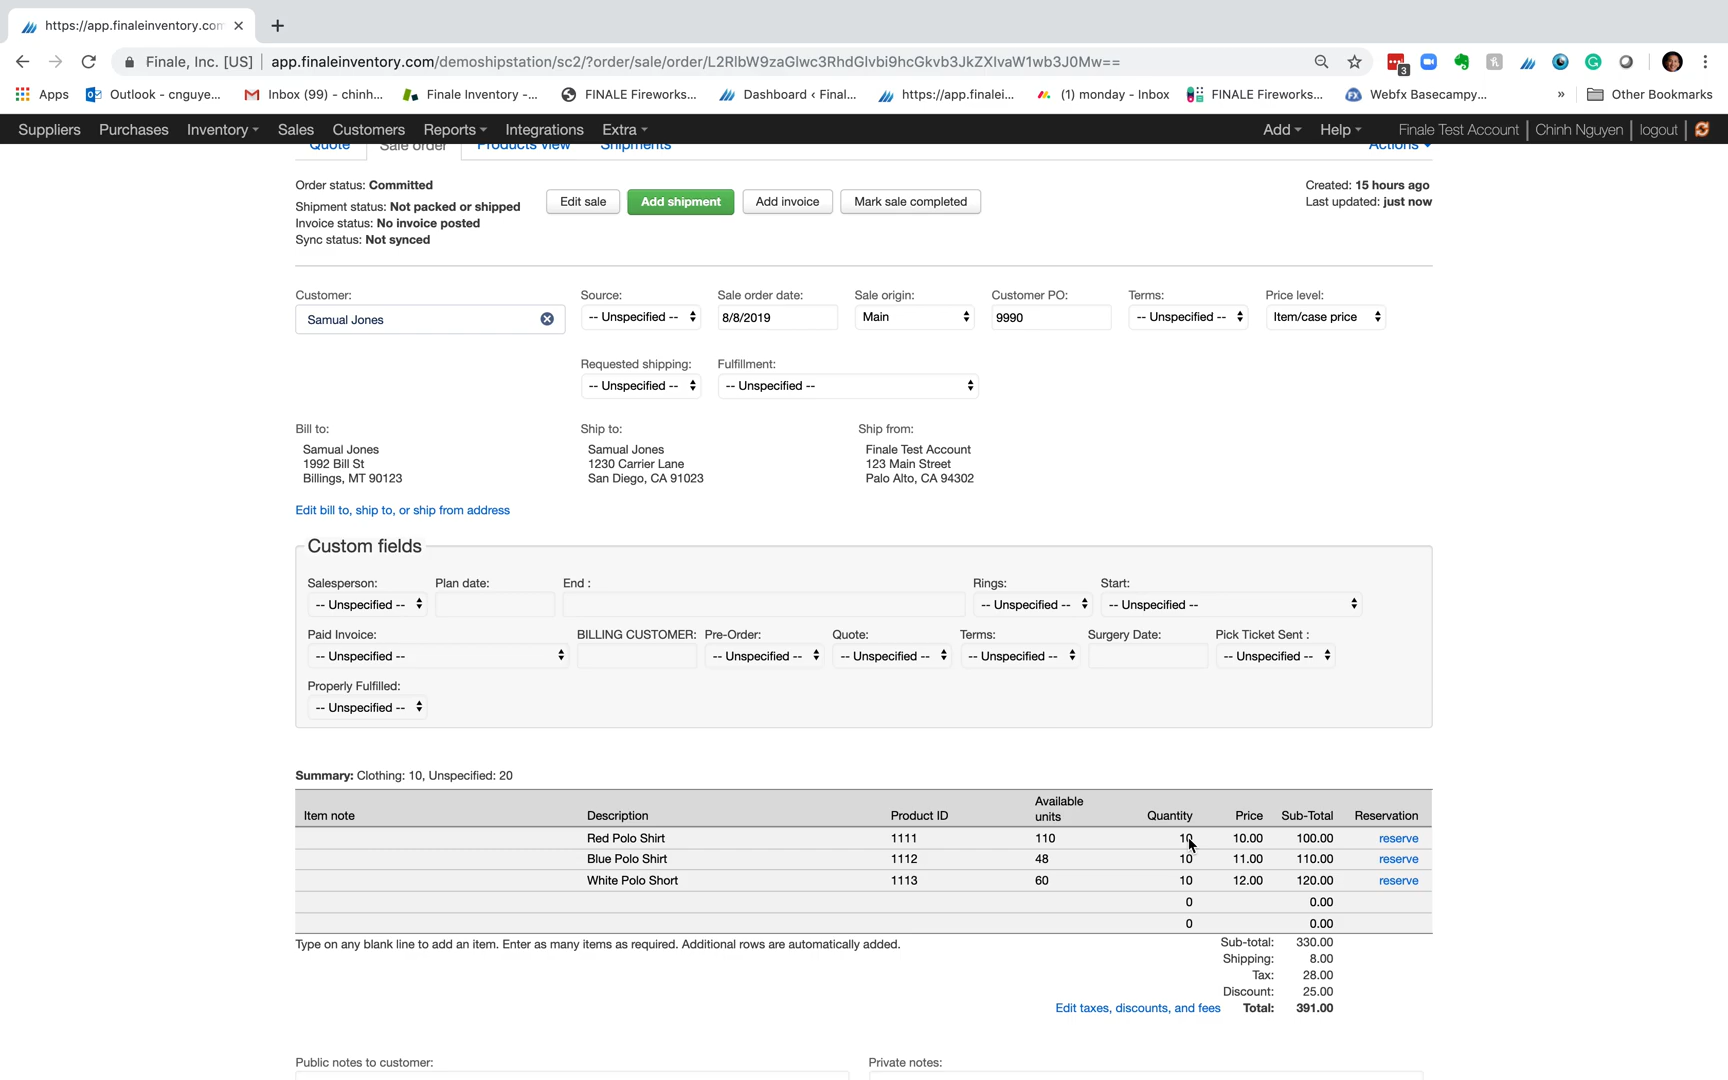 https://app.finaleinventory.com
Finale, Inc. [US]
app.finaleinventory.com/demoshipstation/sc2/?order/sale/order/L2RlbW9zaGlwc3RhdGlvbi9hcGkvb3JkZXIvaW1wb3J0Mw==
3
Apps
Outlook - cnguye...
Inbox (99) - chinh...
Finale Inventory -...
FINALE Fireworks...
Dashboard ‹ Final...
https://app.finalei...
(1) monday - Inbox
FINALE Fireworks...
Webfx Basecampy...
»
Other Bookmarks
Suppliers
Purchases
Inventory
Sales
Customers
Reports
Integrations
Extra
Add
Help
Finale Test Account
Chinh Nguyen
logout
Quote
Sale order
Products view
Shipments
Actions
Order status: Committed
Shipment status: Not packed or shipped
Invoice status: No invoice posted
Sync status: Not synced
Edit sale
Add shipment
Add invoice
Mark sale completed
Created: 15 hours ago
Last updated: just now
Customer:
Samual Jones
Source:
-- Unspecified --
Sale order date:
8/8/2019
Sale origin:
Main
Customer PO:
9990
Terms:
-- Unspecified --
Price level:
Item/case price
Requested shipping:
-- Unspecified --
Fulfillment:
-- Unspecified --
Bill to:
Samual Jones
1992 Bill St
Billings, MT 90123
Ship to:
Samual Jones
1230 Carrier Lane
San Diego, CA 91023
Ship from:
Finale Test Account
123 Main Street
Palo Alto, CA 94302
Edit bill to, ship to, or ship from address
Custom fields
Salesperson:
-- Unspecified --
Plan date:
End :
Rings:
-- Unspecified --
Start:
-- Unspecified --
Paid Invoice:
-- Unspecified --
BILLING CUSTOMER:
Pre-Order:
-- Unspecified --
Quote:
-- Unspecified --
Terms:
-- Unspecified --
Surgery Date:
Pick Ticket Sent :
-- Unspecified --
Properly Fulfilled:
-- Unspecified --
Summary: Clothing: 10, Unspecified: 20
Item note Description Product ID Available units Quantity Price Sub-Total Reservation
Red Polo Shirt 1111 110 10 10.00 100.00 reserve
Blue Polo Shirt 1112 48 10 11.00 110.00 reserve
White Polo Short 1113 60 10 12.00 120.00 reserve
0 0.00
0 0.00
Type on any blank line to add an item. Enter as many items as required. Additional rows are automatically added.
Sub-total: 330.00
Shipping: 8.00
Tax: 28.00
Discount: 25.00
Edit taxes, discounts, and fees Total: 391.00
Public notes to customer:
Private notes: